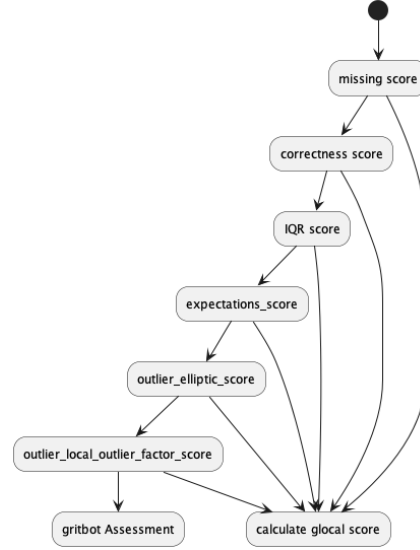 missing score
correctness score
IQR score
expectations_score
outlier_elliptic_score
outlier_local_outlier_factor_score
gritbot Assessment
calculate glocal score